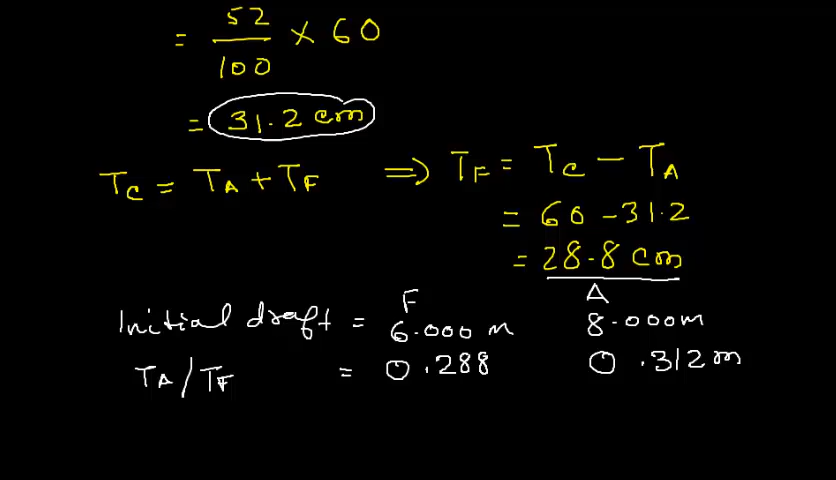 = 52/100 × 60
= 31.2 cm
Tc = TA + TF ⇒ TF = Tc - TA
= 60 - 31.2
= 28.8 cm
F A
Initial draft = 6.000 m 8.000m
TA/TF = 0.288 0.312 m